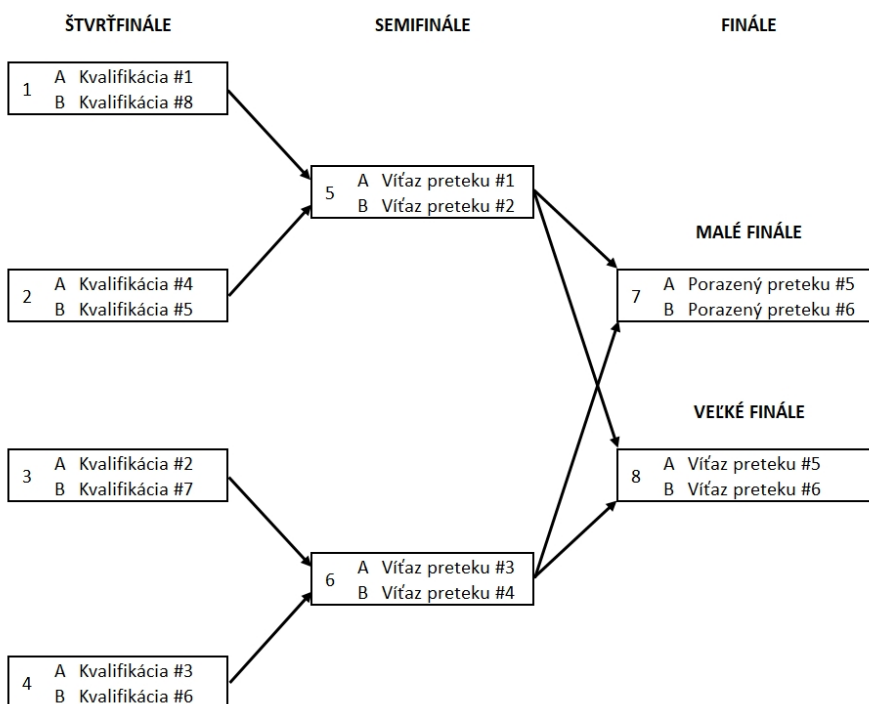 ŠTVRŤFINÁLE
SEMIFINÁLE
FINÁLE
1
A Kvalifikácia #1
B Kvalifikácia #8
5
A Víťaz preteku #1
B Víťaz preteku #2
MALÉ FINÁLE
2
A Kvalifikácia #4
B Kvalifikácia #5
7
A Porazený preteku #5
B Porazený preteku #6
VEĽKÉ FINÁLE
3
A Kvalifikácia #2
B Kvalifikácia #7
8
A Víťaz preteku #5
B Víťaz preteku #6
6
A Víťaz preteku #3
B Víťaz preteku #4
4
A Kvalifikácia #3
B Kvalifikácia #6